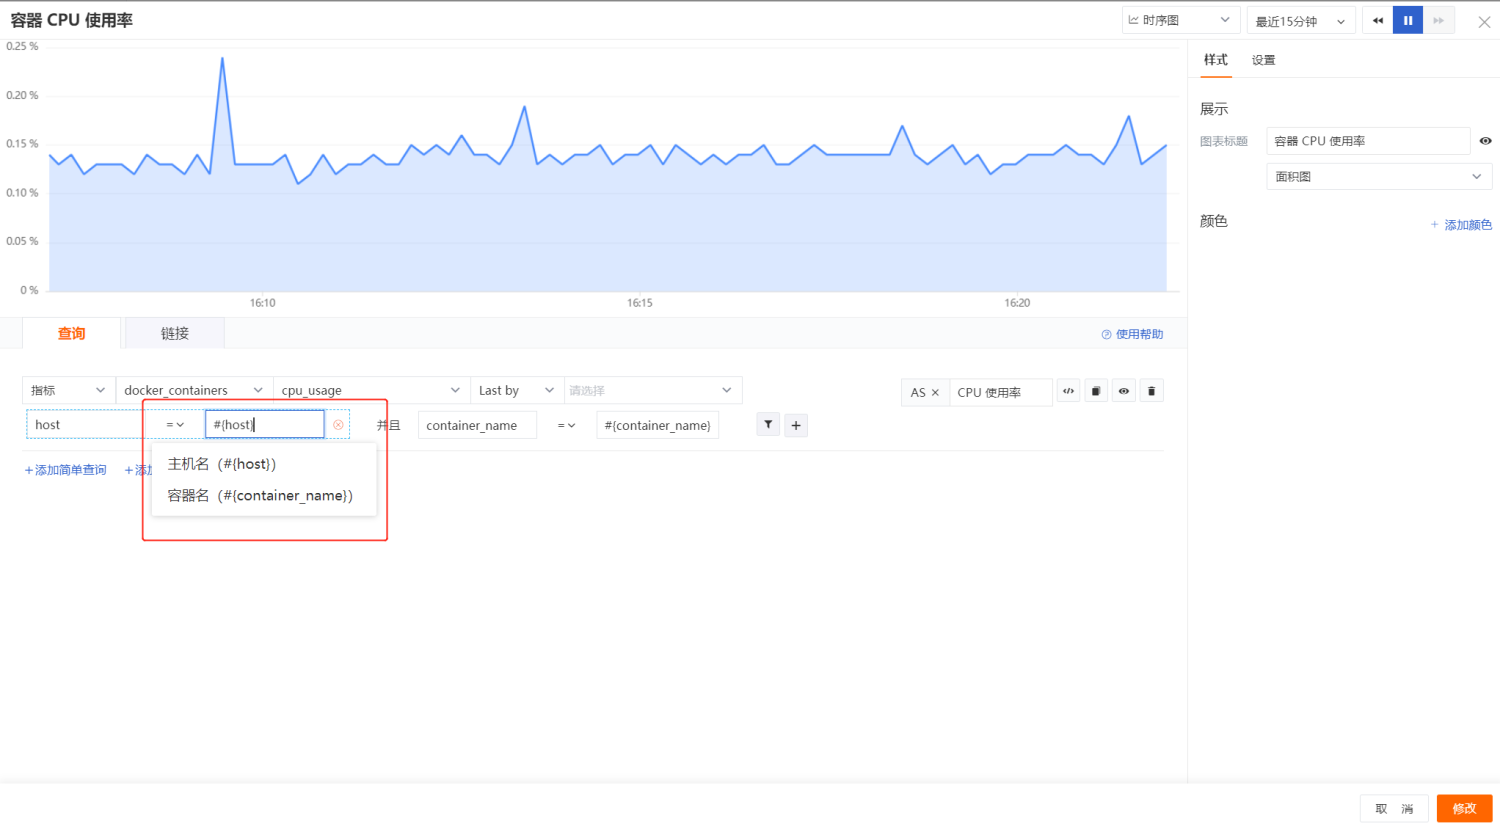 容器 CPU 使用率
时序图
最近15分钟
0.25 %
0.20 %
0.15 %
0.10 %
0.05 %
0 %
16:10
16:15
16:20
样式
设置
展示
图表标题
容器 CPU 使用率
面积图
颜色
+ 添加颜色
查询
链接
使用帮助
指标
docker_containers
cpu_usage
Last by
请选择
AS ×
CPU 使用率
host
=
#{host}
并且
container_name
=
#{container_name}
+添加简单查询
+添加
主机名（#{host}）
容器名（#{container_name}）
取 消
修改